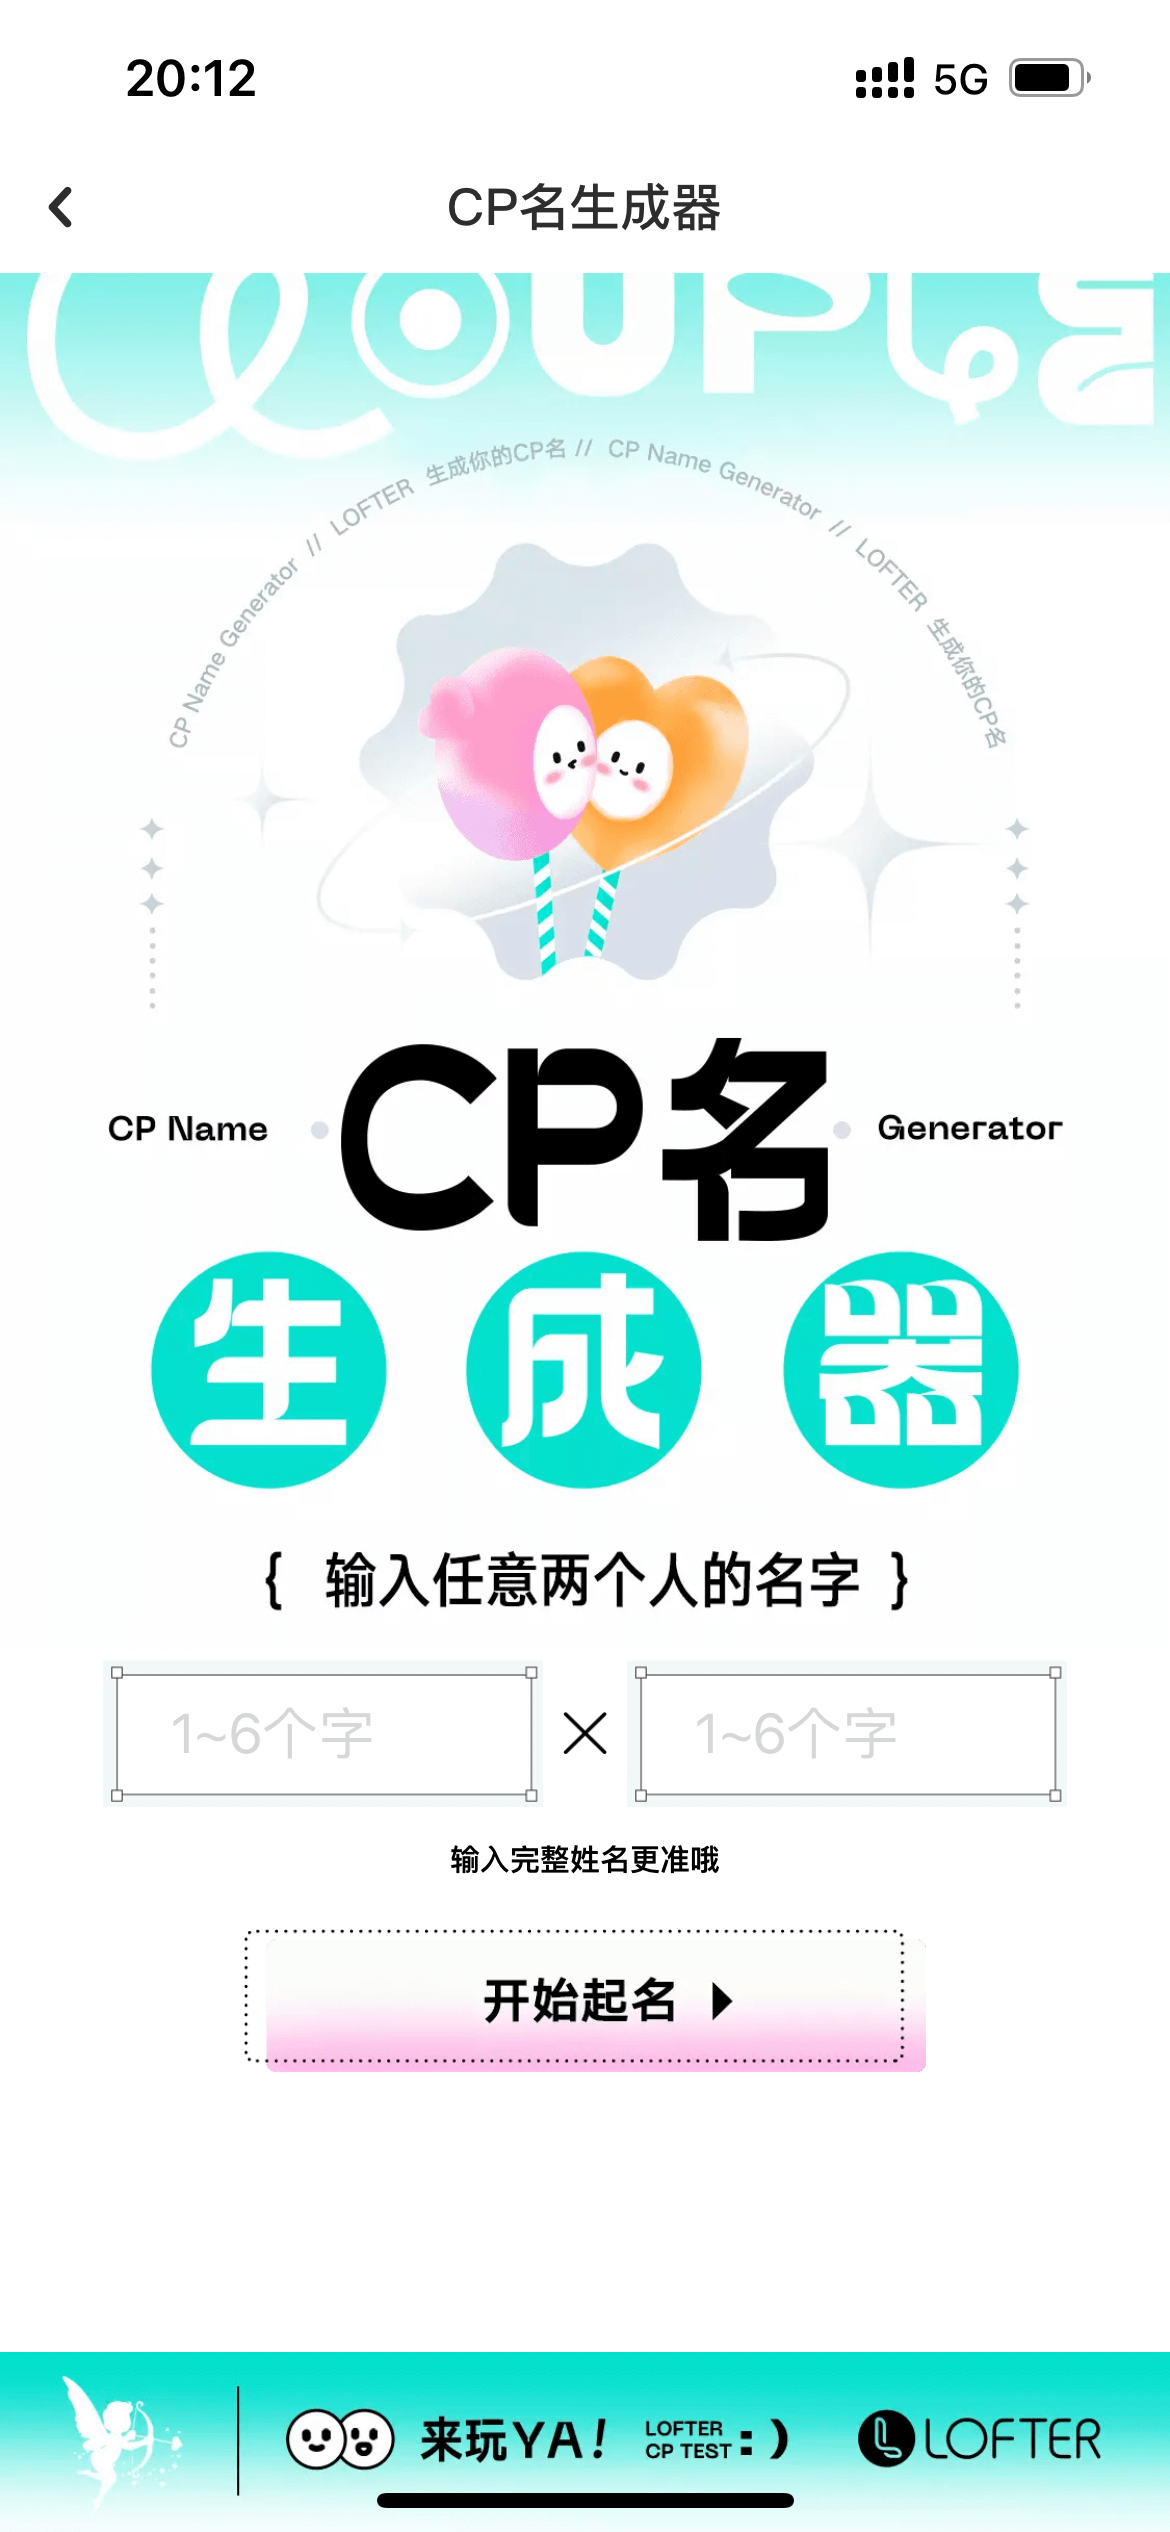 20:12 5G
CP名生成器
COUPLE
CP Name Generator // LOFTER 生成你的CP名 // CP Name Generator // LOFTER 生成你的CP名
CP Name CP名 Generator
生成器
{ 输入任意两个人的名字 }
1~6个字 × 1~6个字
输入完整姓名更准哦
开始起名
来玩YA! LOFTER CP TEST :) LOFTER